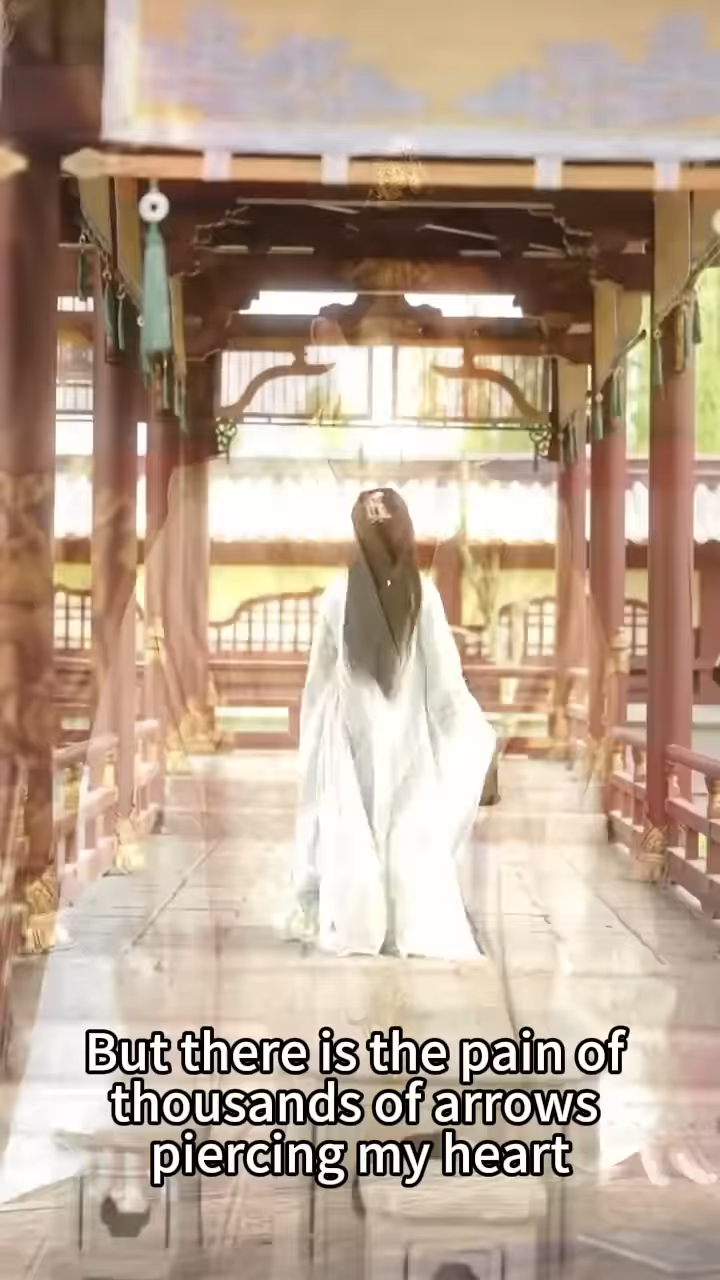 But there is the pain of
thousands of arrows
piercing my heart